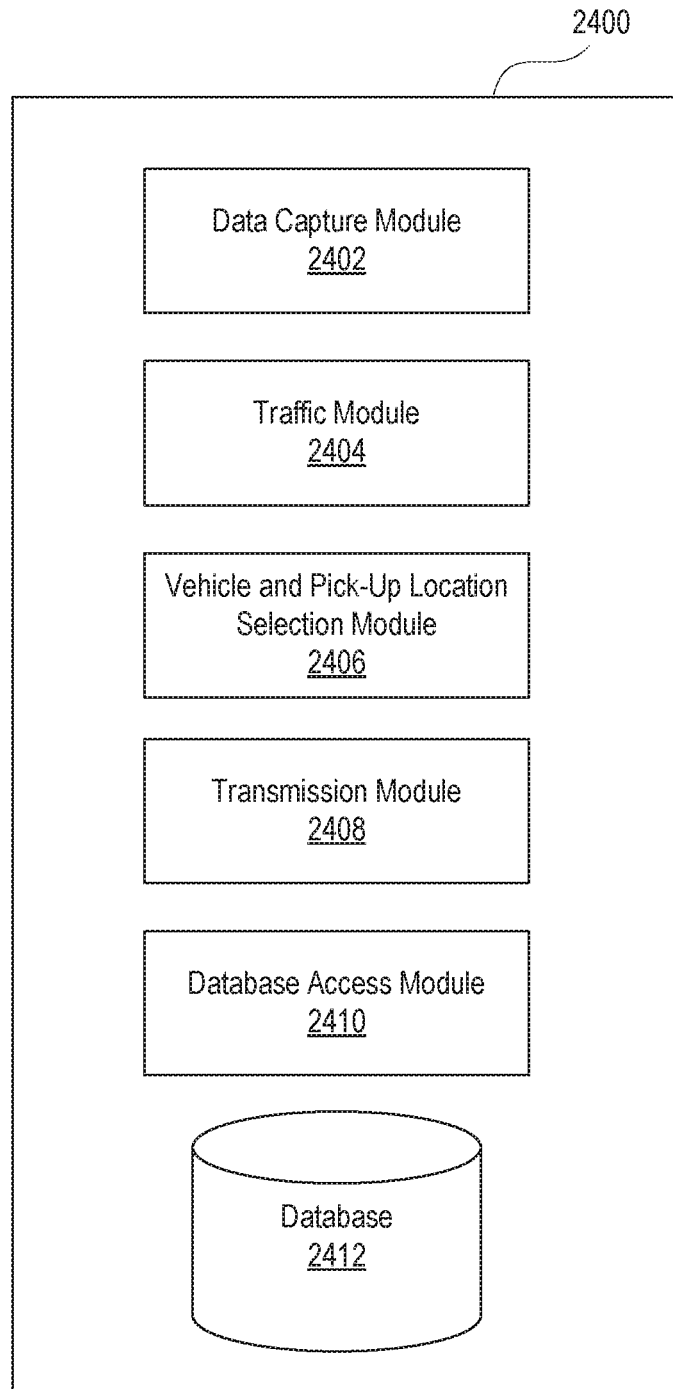 2400
Data Capture Module
2402
Traffic Module
2404
Vehicle and Pick-Up Location
Selection Module
2406
Transmission Module
2408
Database Access Module
2410
Database
2412